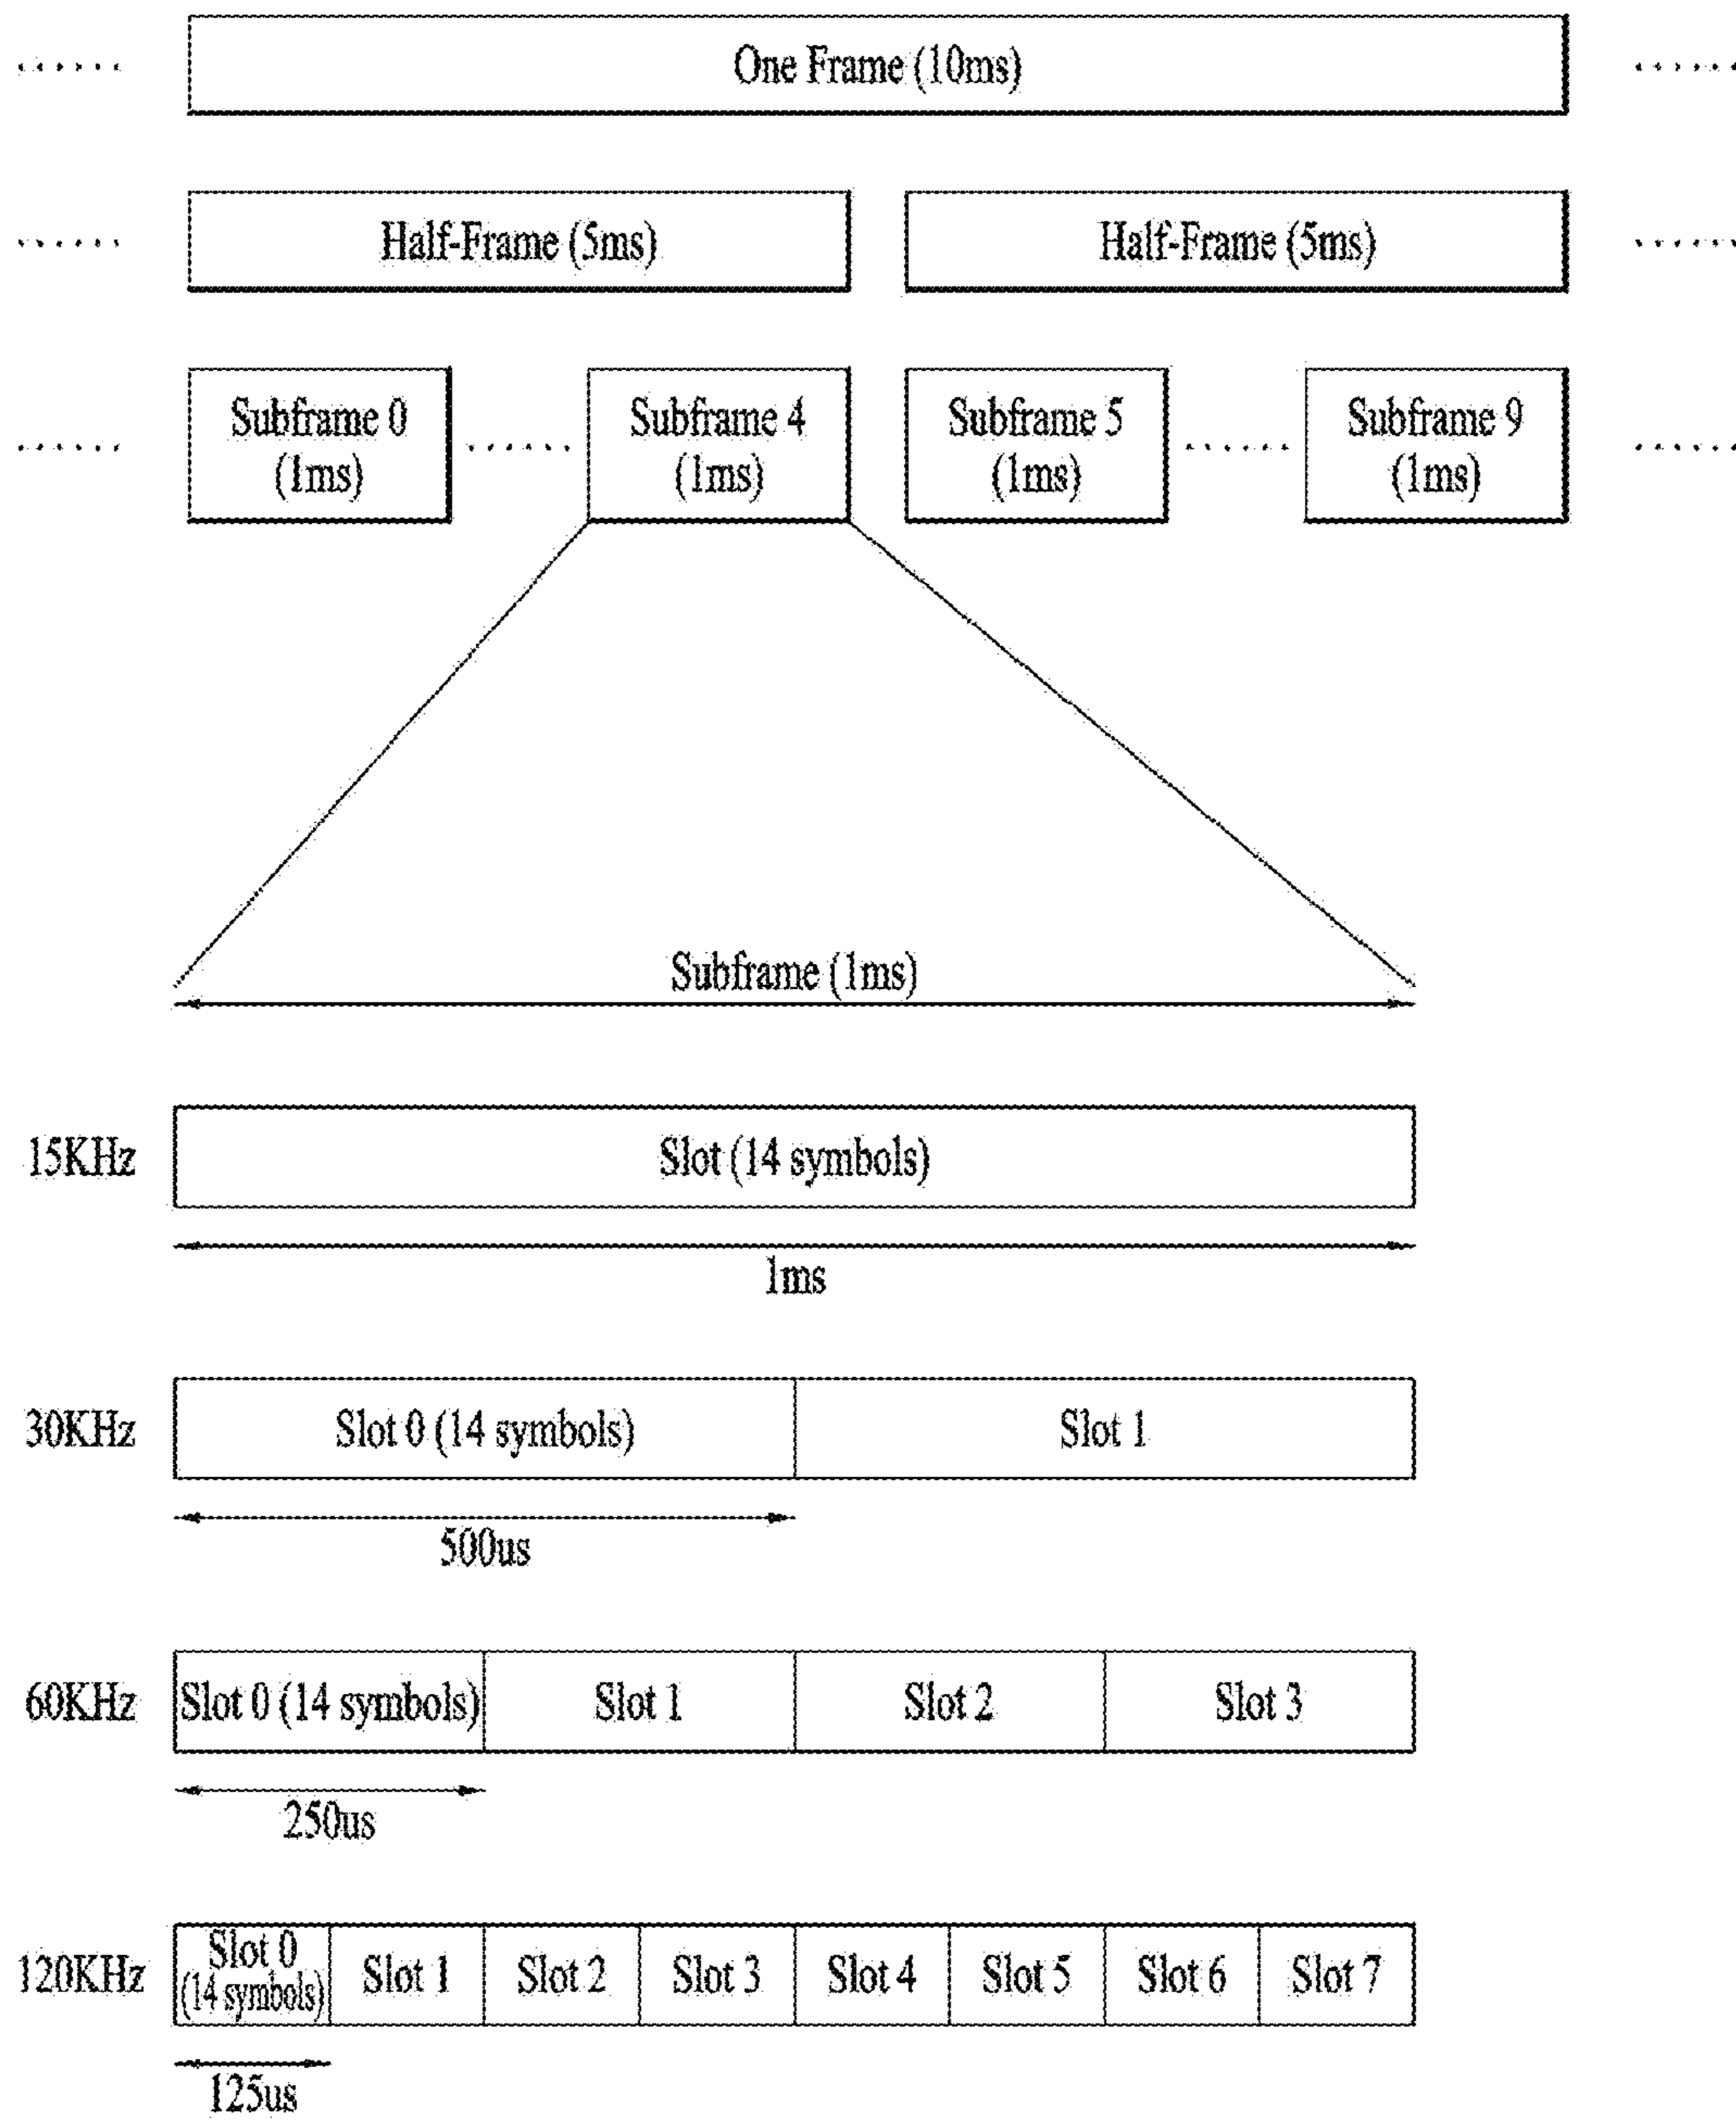 One Frame (10ms)
Half-Frame (5ms)
Half-Frame (5ms)
Subframe 0
(1ms)
Subframe 4
(1ms)
Subframe 5
(1ms)
Subframe 9
(1ms)
Subframe (1ms)
15KHz
Slot (14 symbols)
1ms
30KHz
Slot 0 (14 symbols)
Slot 1
500us
60KHz
Slot 0 (14 symbols)
Slot 1
Slot 2
Slot 3
250us
120KHz
Slot 0
(14 symbols)
Slot 1
Slot 2
Slot 3
Slot 4
Slot 5
Slot 6
Slot 7
125us